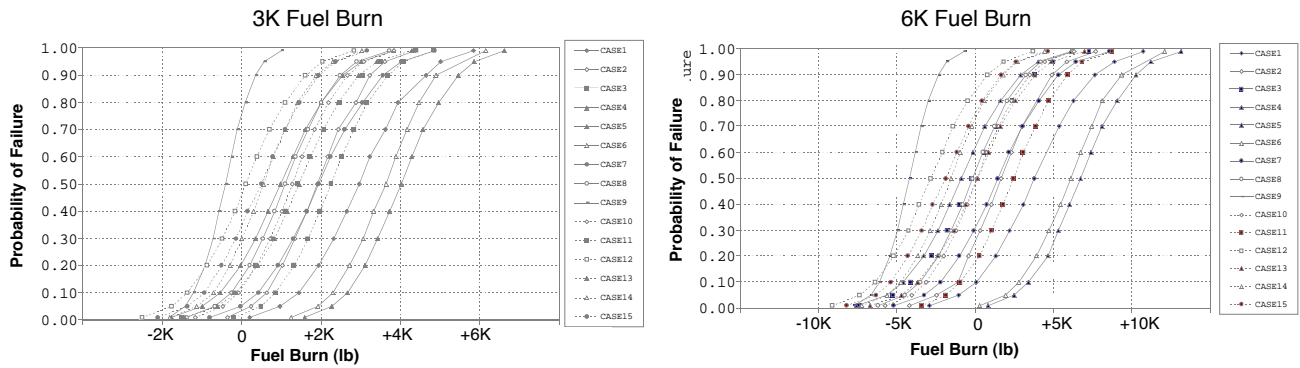 3K Fuel Burn
Probability of Failure
1.00
0.90
0.80
0.70
0.60
0.50
0.40
0.30
0.20
0.10
0.00
-2K 0 +2K +4K +6K
Fuel Burn (lb)
CASE1
CASE2
CASE3
CASE4
CASE5
CASE6
CASE7
CASE8
CASE9
CASE10
CASE11
CASE12
CASE13
CASE14
CASE15
6K Fuel Burn
Probability of Failure
ure
1.00
0.90
0.80
0.70
0.60
0.50
0.40
0.30
0.20
0.10
0.00
-10K -5K 0 +5K +10K
Fuel Burn (lb)
CASE1
CASE2
CASE3
CASE4
CASE5
CASE6
CASE7
CASE8
CASE9
CASE10
CASE11
CASE12
CASE13
CASE14
CASE15